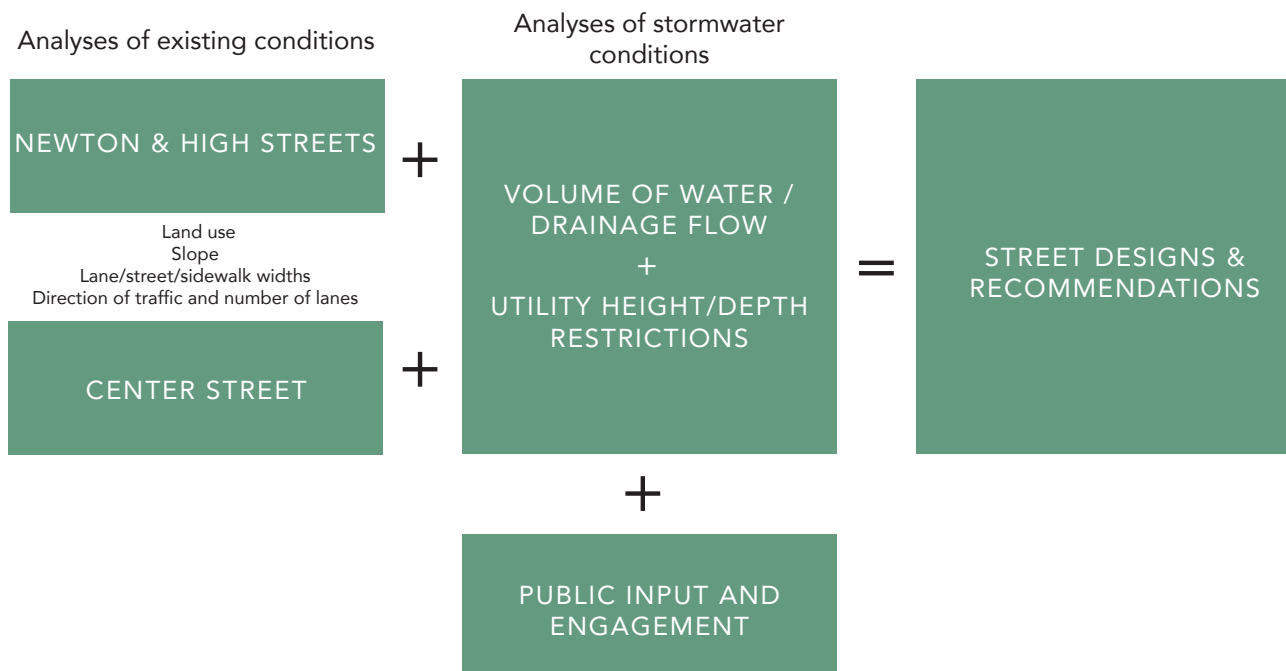 Analyses of existing conditions
NEWTON & HIGH STREETS
+
Land use
Slope
Lane/street/sidewalk widths
Direction of traffic and number of lanes
CENTER STREET
+
Analyses of stormwater
conditions
VOLUME OF WATER /
DRAINAGE FLOW
+
UTILITY HEIGHT/DEPTH
RESTRICTIONS
+
PUBLIC INPUT AND
ENGAGEMENT
=
STREET DESIGNS &
RECOMMENDATIONS